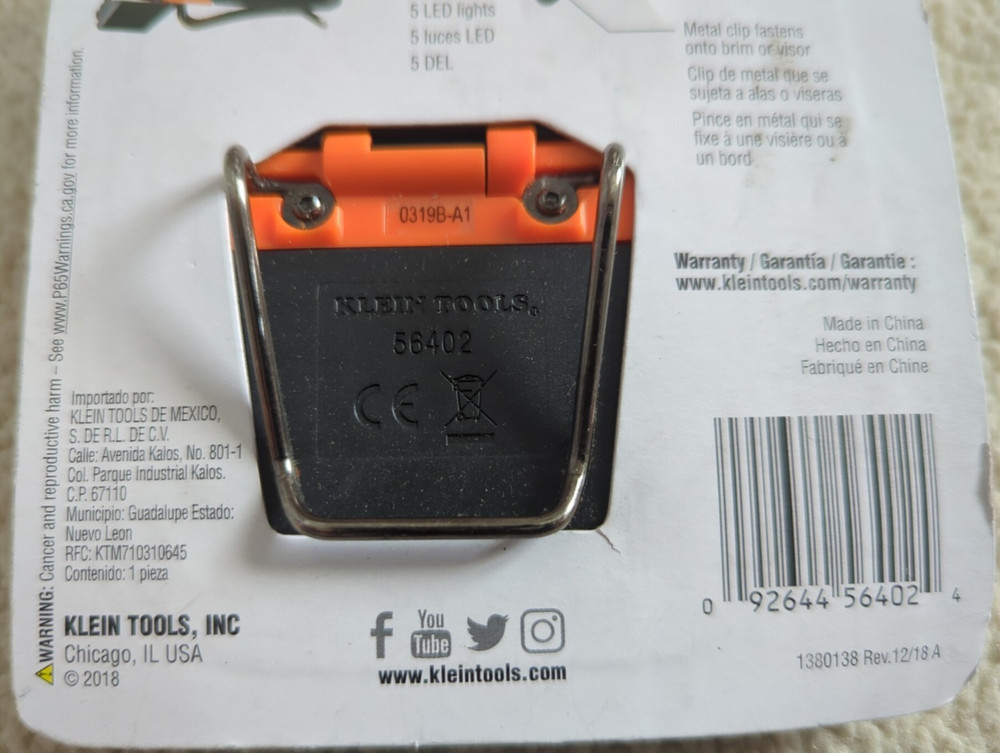 5 LED lights
5 luces LED
5 DEL
Metal clip fastens
onto brim or visor
Clip de metal que se
sujeta a alas o viseras
Pince en métal qui se
fixe à une visière ou à
un bord
0319B-A1
KLEIN TOOLS®
56402
CE
Warranty / Garantía / Garantie :
www.kleintools.com/warranty
Made in China
Hecho en China
Fabriqué en Chine
WARNING: Cancer and reproductive harm – See www.P65Warnings.ca.gov for more information.
Importado por:
KLEIN TOOLS DE MEXICO,
S. DE R.L. DE C.V.
Calle: Avenida Kalos, No. 801-1
Col. Parque Industrial Kalos.
C.P. 67110
Municipio: Guadalupe Estado:
Nuevo Leon
RFC: KTM710310645
Contenido: 1 pieza
KLEIN TOOLS, INC
Chicago, IL USA
© 2018
f
You
Tube
www.kleintools.com
0 92644 56402 4
1380138 Rev.12/18 A